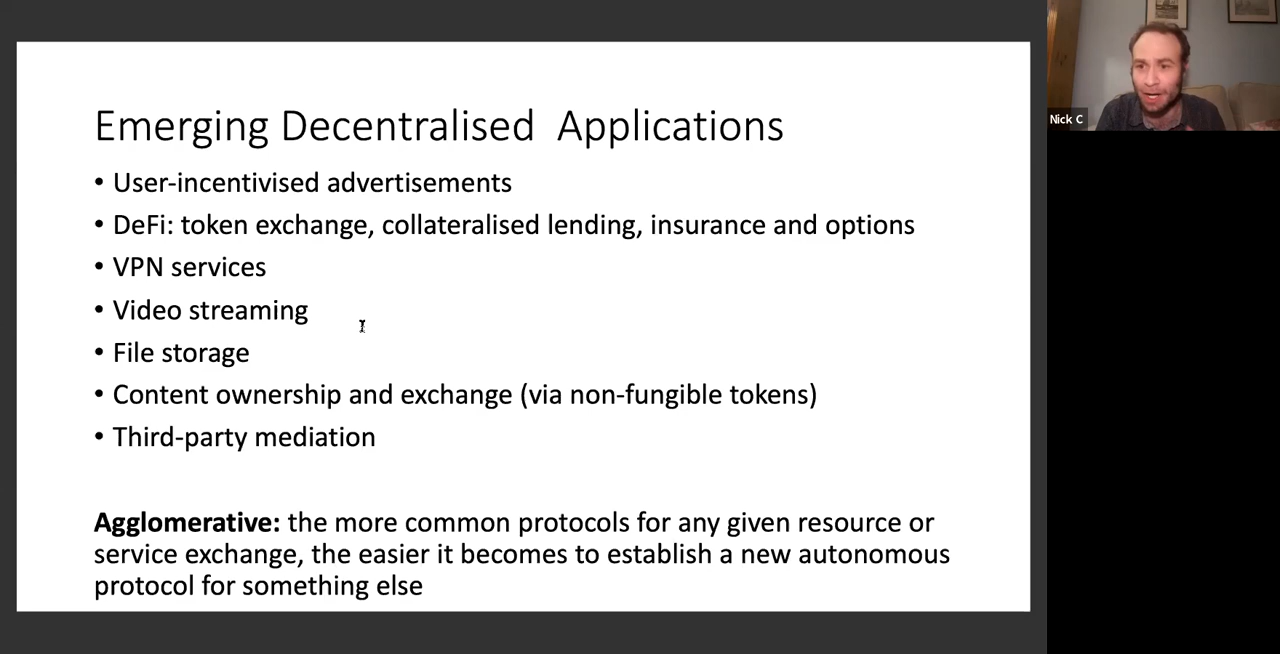 Emerging Decentralised  Applications
• User-incentivised advertisements
• DeFi: token exchange, collateralised lending, insurance and options
• VPN services
• Video streaming
• File storage
• Content ownership and exchange (via non-fungible tokens)
• Third-party mediation
Agglomerative: the more common protocols for any given resource or
service exchange, the easier it becomes to establish a new autonomous
protocol for something else
Nick C